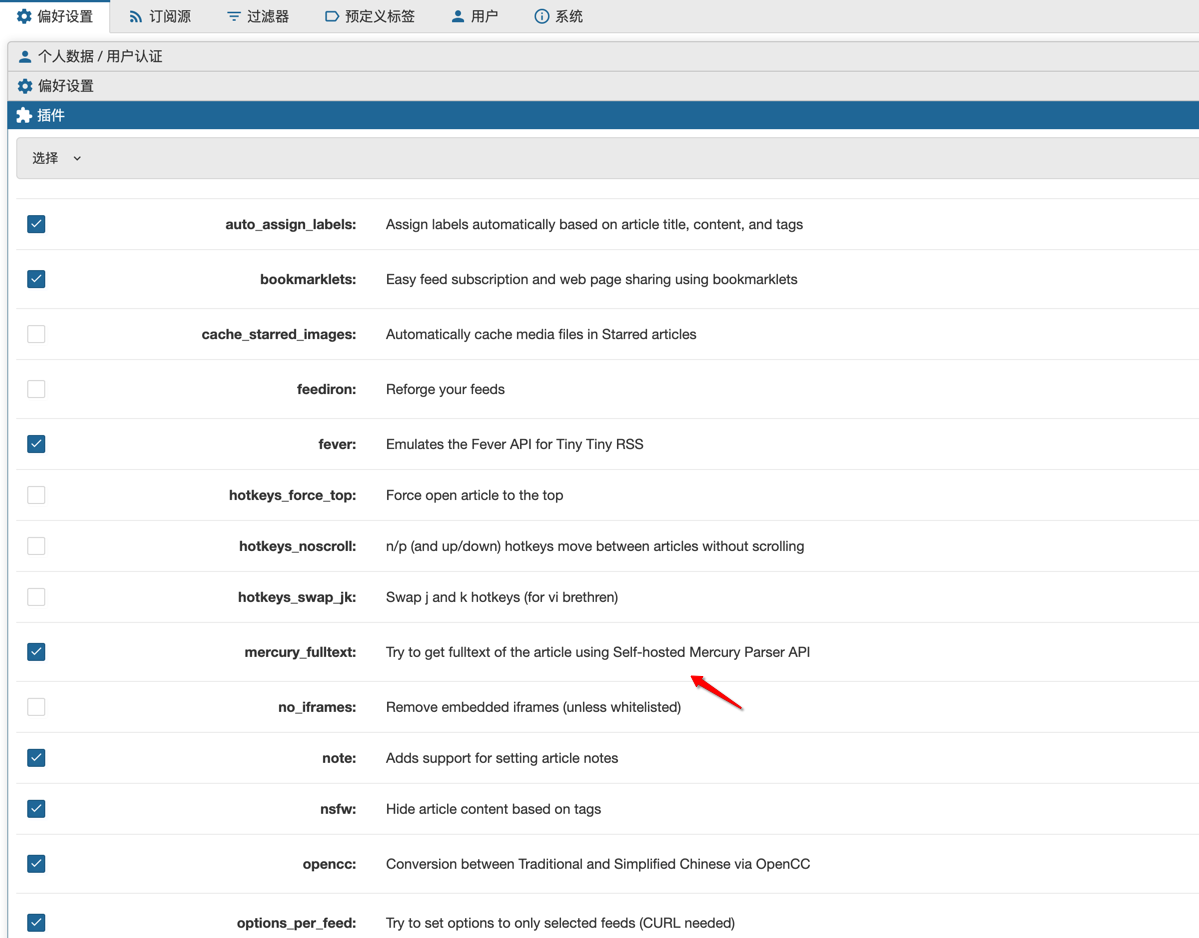 偏好设置 订阅源 过滤器 预定义标签 用户 系统
个人数据 / 用户认证
偏好设置
插件
选择
auto_assign_labels: Assign labels automatically based on article title, content, and tags
bookmarklets: Easy feed subscription and web page sharing using bookmarklets
cache_starred_images: Automatically cache media files in Starred articles
feediron: Reforge your feeds
fever: Emulates the Fever API for Tiny Tiny RSS
hotkeys_force_top: Force open article to the top
hotkeys_noscroll: n/p (and up/down) hotkeys move between articles without scrolling
hotkeys_swap_jk: Swap j and k hotkeys (for vi brethren)
mercury_fulltext: Try to get fulltext of the article using Self-hosted Mercury Parser API
no_iframes: Remove embedded iframes (unless whitelisted)
note: Adds support for setting article notes
nsfw: Hide article content based on tags
opencc: Conversion between Traditional and Simplified Chinese via OpenCC
options_per_feed: Try to set options to only selected feeds (CURL needed)